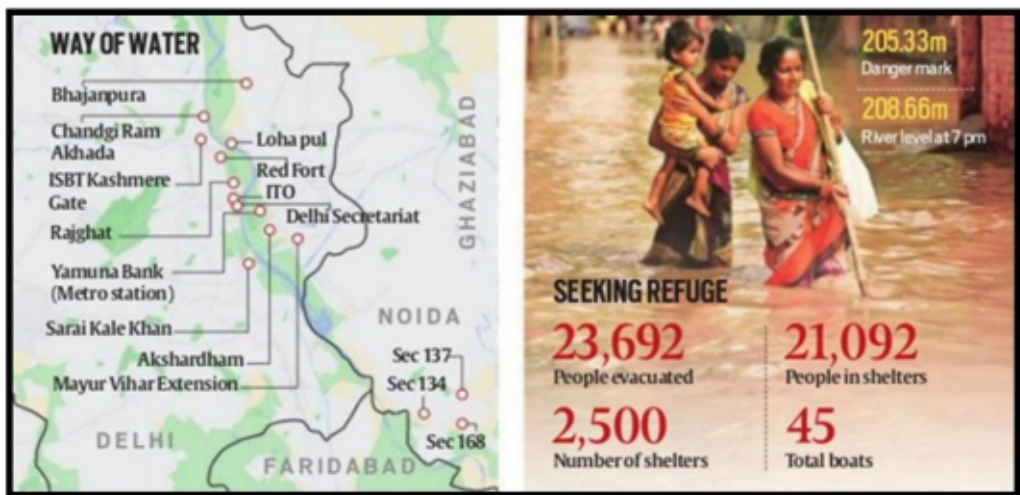 WAY OF WATER
Bhajanpura
Chandgi Ram
Akhada
ISBT Kashmere
Gate
Rajghat
Yamuna Bank
(Metro station)
Sarai Kale Khan
Akshardham
Mayur Vihar Extension
Loha pul
Red Fort
ITO
Delhi Secretariat
GHAZIABAD
NOIDA
Sec 137
Sec 134
Sec 168
DELHI
FARIDABAD
205.33m
Danger mark
208.66m
River level at 7 pm
SEEKING REFUGE
23,692
People evacuated
21,092
People in shelters
2,500
Number of shelters
45
Total boats